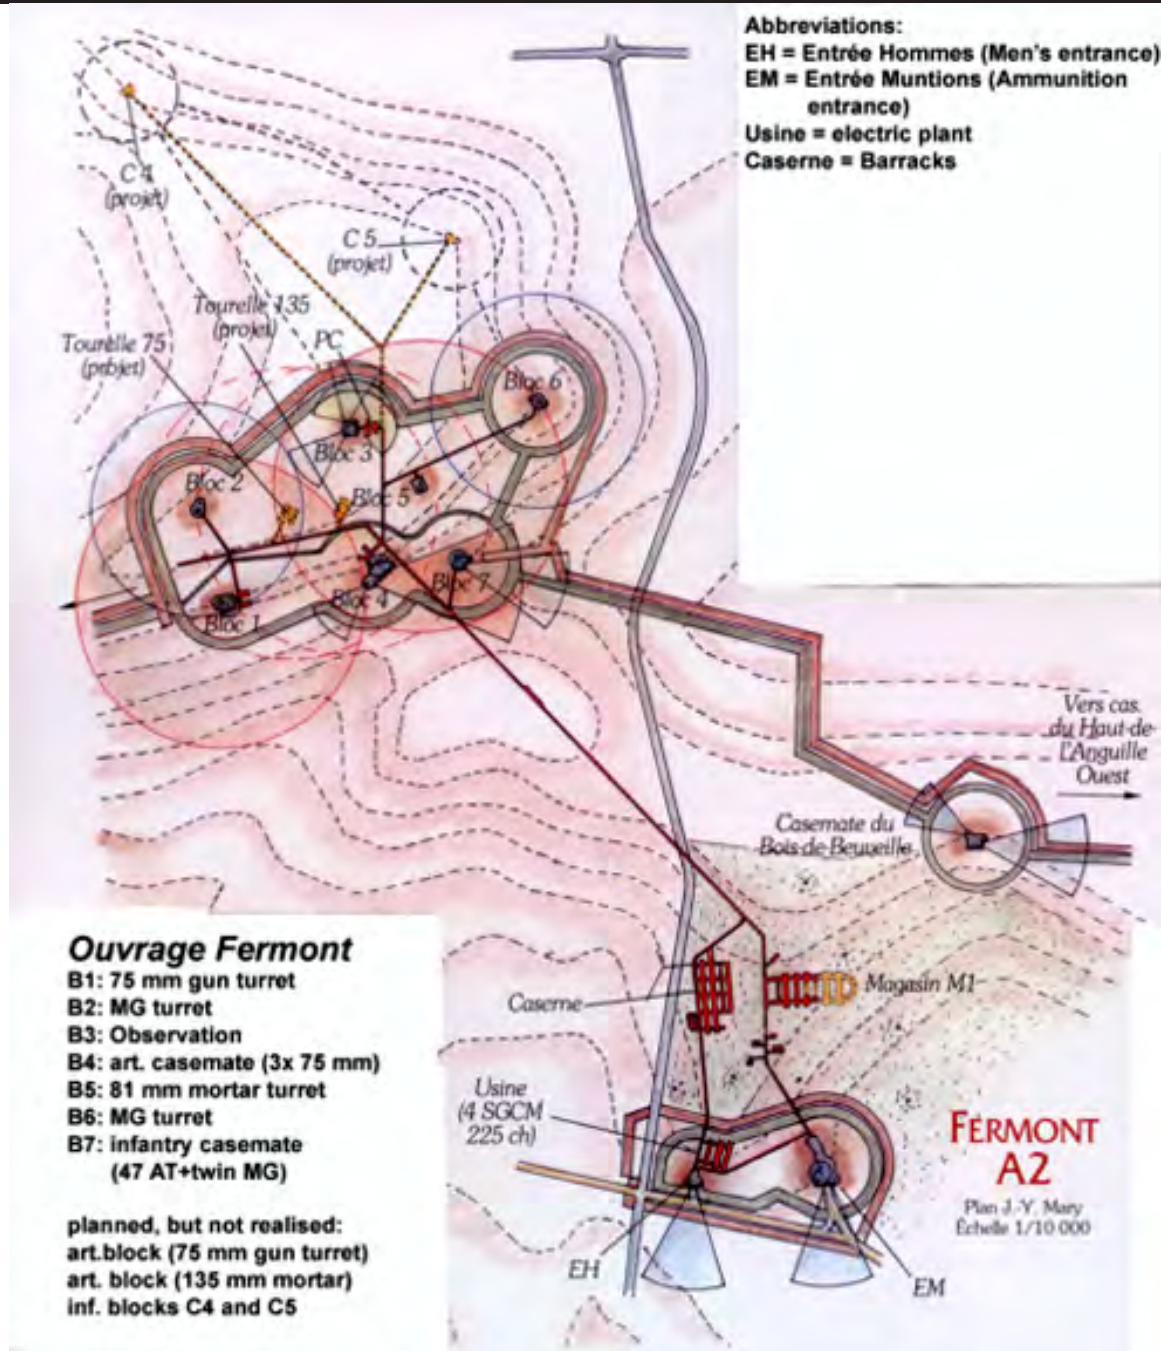 Abbreviations:
EH = Entrée Hommes (Men's entrance)
EM = Entrée Muntions (Ammunition
entrance)
Usine = electric plant
Caserne = Barracks
C 4
(projet)
C 5
(projet)
Tourelle 135
(projet)
PC
Tourelle 75
(projet)
Bloc 6
Bloc 3
Bloc 2
Bloc 5
Bloc 7
Bloc 4
Bloc 1
Vers cas.
du Haut-de-
l'Anguille
Ouest
Casemate du
Bois-de-Beuveille
Ouvrage Fermont
B1: 75 mm gun turret
B2: MG turret
B3: Observation
B4: art. casemate (3x 75 mm)
B5: 81 mm mortar turret
B6: MG turret
B7: infantry casemate
(47 AT+twin MG)
planned, but not realised:
art.block (75 mm gun turret)
art. block (135 mm mortar)
inf. blocks C4 and C5
Caserne
Magasin M1
Usine
(4 SGCM
225 ch)
FERMONT
A2
Plan J.-Y. Mary
Échelle 1/10 000
EH
EM